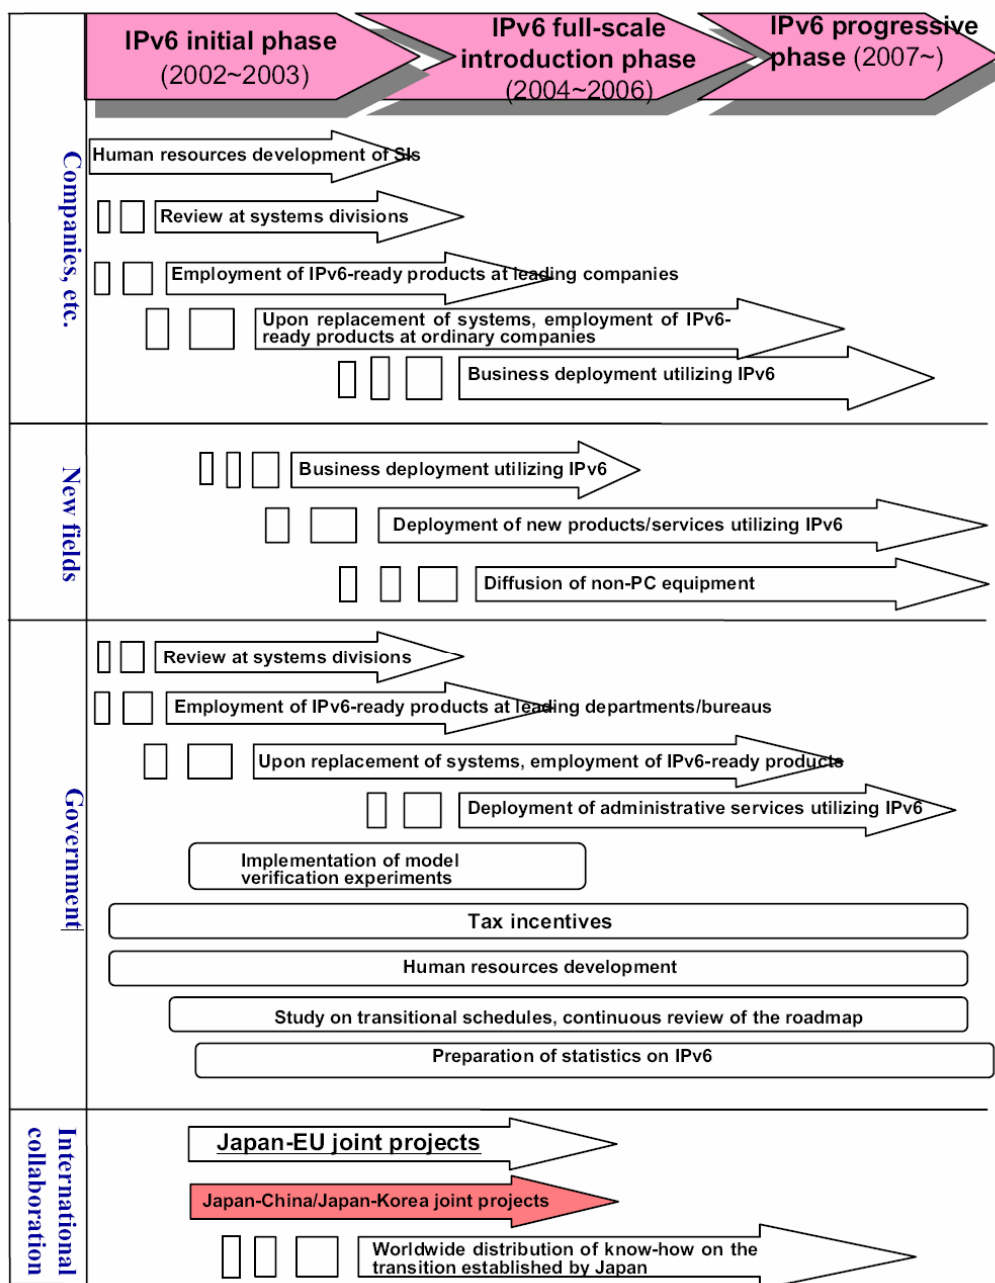 IPv6 initial phase
(2002~2003)
IPv6 full-scale
introduction phase
(2004~2006)
IPv6 progressive
phase (2007~)
Companies, etc.
Human resources development of SIs
Review at systems divisions
Employment of IPv6-ready products at leading companies
Upon replacement of systems, employment of IPv6-
ready products at ordinary companies
Business deployment utilizing IPv6
New fields
Business deployment utilizing IPv6
Deployment of new products/services utilizing IPv6
Diffusion of non-PC equipment
Government
Review at systems divisions
Employment of IPv6-ready products at leading departments/bureaus
Upon replacement of systems, employment of IPv6-ready products
Deployment of administrative services utilizing IPv6
Implementation of model
verification experiments
Tax incentives
Human resources development
Study on transitional schedules, continuous review of the roadmap
Preparation of statistics on IPv6
International
collaboration
Japan-EU joint projects
Japan-China/Japan-Korea joint projects
Worldwide distribution of know-how on the
transition established by Japan